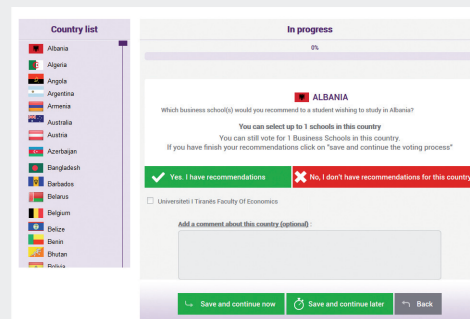 Country list
Albania
Algeria
Angola
Argentina
Armenia
Australia
Austria
Azerbaijan
Bangladesh
Barbados
Belarus
Belgium
Belize
Benin
Bhutan
Bolivia
In progress
0%
ALBANIA
Which business school(s) would you recommend to a student wishing to study in Albania?
You can select up to 1 schools in this country
You can still vote for 1 Business Schools in this country.
If you have finish your recommendations click on "save and continue the voting process"
Yes. I have recommendations
No, I don't have recommendations for this country
Universiteti I Tiranës Faculty Of Economics
Add a comment about this country (optional) :
Save and continue now
Save and continue later
Back